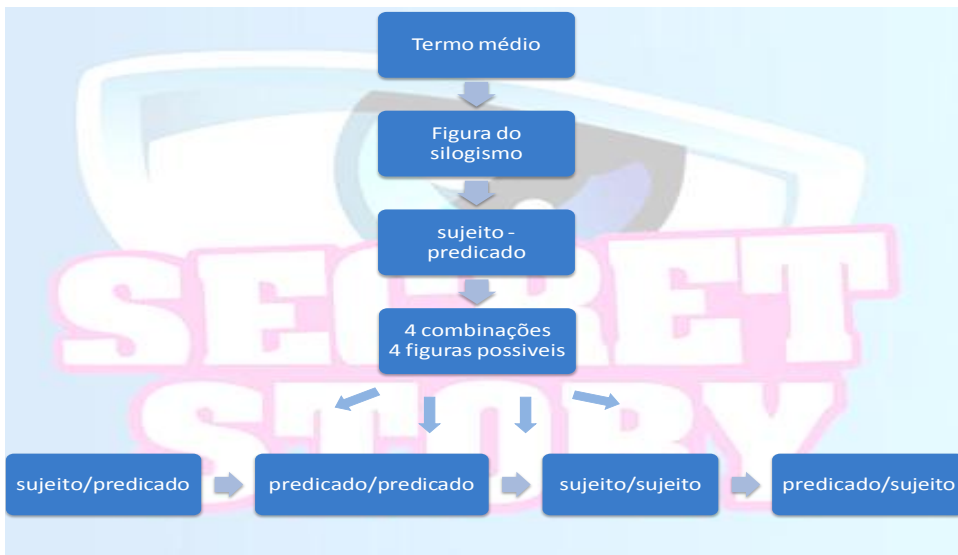 Termo médio
Figura do
silogismo
sujeito -
predicado
4 combinações
4 figuras possiveis
sujeito/predicado
predicado/predicado
sujeito/sujeito
predicado/sujeito
SECRET
STORY